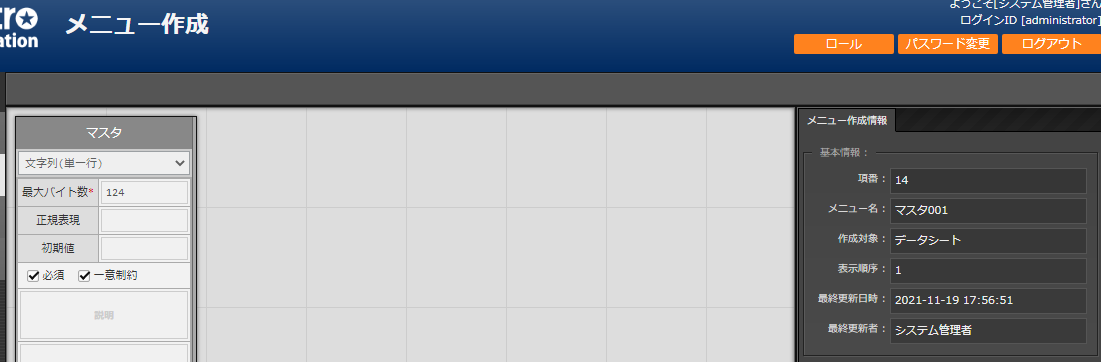 ようこそ[システム管理者]さん
ログインID [administrator]
メニュー作成
ation
ロール
パスワード変更
ログアウト
マスタ
文字列(単一行)
最大バイト数* 124
正規表現
初期値
必須 一意制約
説明
メニュー作成情報
基本情報:
項番: 14
メニュー名: マスタ001
作成対象: データシート
表示順序: 1
最終更新日時: 2021-11-19 17:56:51
最終更新者: システム管理者